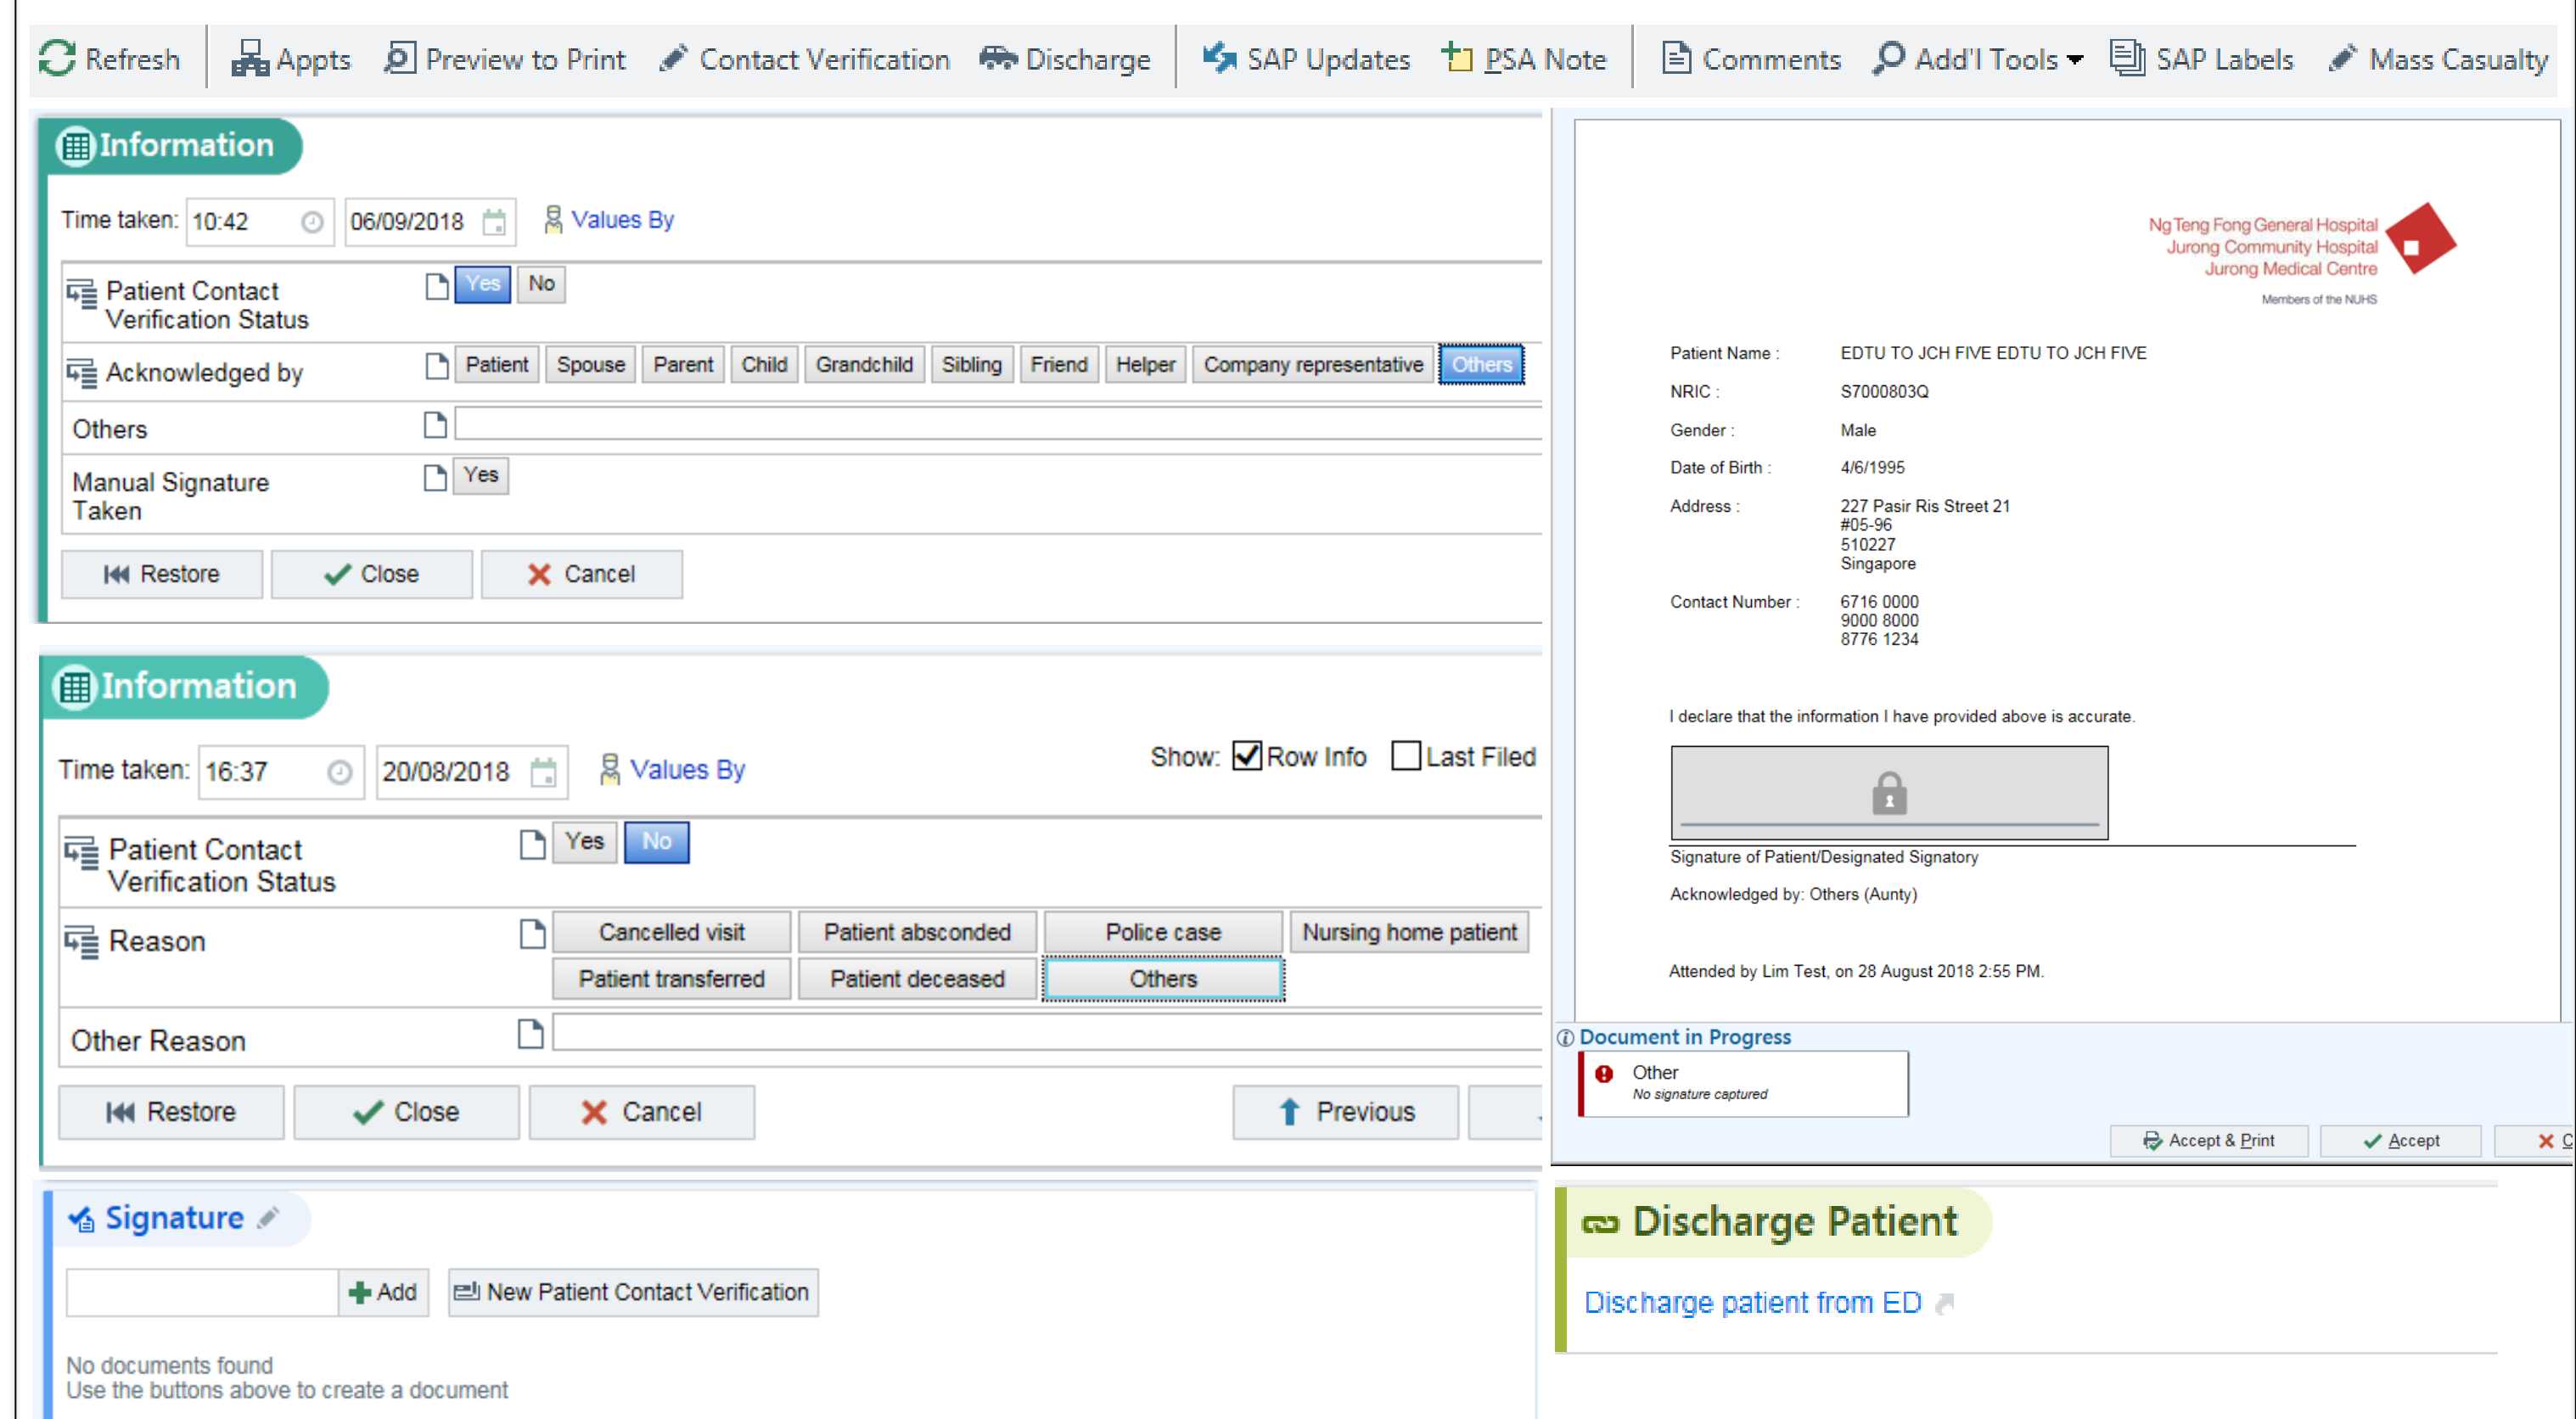 Refresh Appts Preview to Print Contact Verification Discharge SAP Updates PSA Note Comments Add'l Tools SAP Labels Mass Casualty
Information
Time taken: 10:42 06/09/2018 Values By
Patient Contact Verification Status Yes No
Acknowledged by Patient Spouse Parent Child Grandchild Sibling Friend Helper Company representative Others
Others
Manual Signature Taken Yes
Restore Close Cancel
Information
Show: Row Info Last Filed
Time taken: 16:37 20/08/2018 Values By
Patient Contact Verification Status Yes No
Reason Cancelled visit Patient absconded Police case Nursing home patient
Patient transferred Patient deceased Others
Other Reason
Restore Close Cancel Previous
Signature
Add New Patient Contact Verification
No documents found
Use the buttons above to create a document
Ng Teng Fong General Hospital
Jurong Community Hospital
Jurong Medical Centre
Members of the NUHS
Patient Name : EDTU TO JCH FIVE EDTU TO JCH FIVE
NRIC : S7000803Q
Gender : Male
Date of Birth : 4/6/1995
Address : 227 Pasir Ris Street 21
#05-96
510227
Singapore
Contact Number : 6716 0000
9000 8000
8776 1234
I declare that the information I have provided above is accurate.
Signature of Patient/Designated Signatory
Acknowledged by: Others (Aunty)
Attended by Lim Test, on 28 August 2018 2:55 PM.
Document in Progress
Other
No signature captured
Accept & Print Accept C
Discharge Patient
Discharge patient from ED